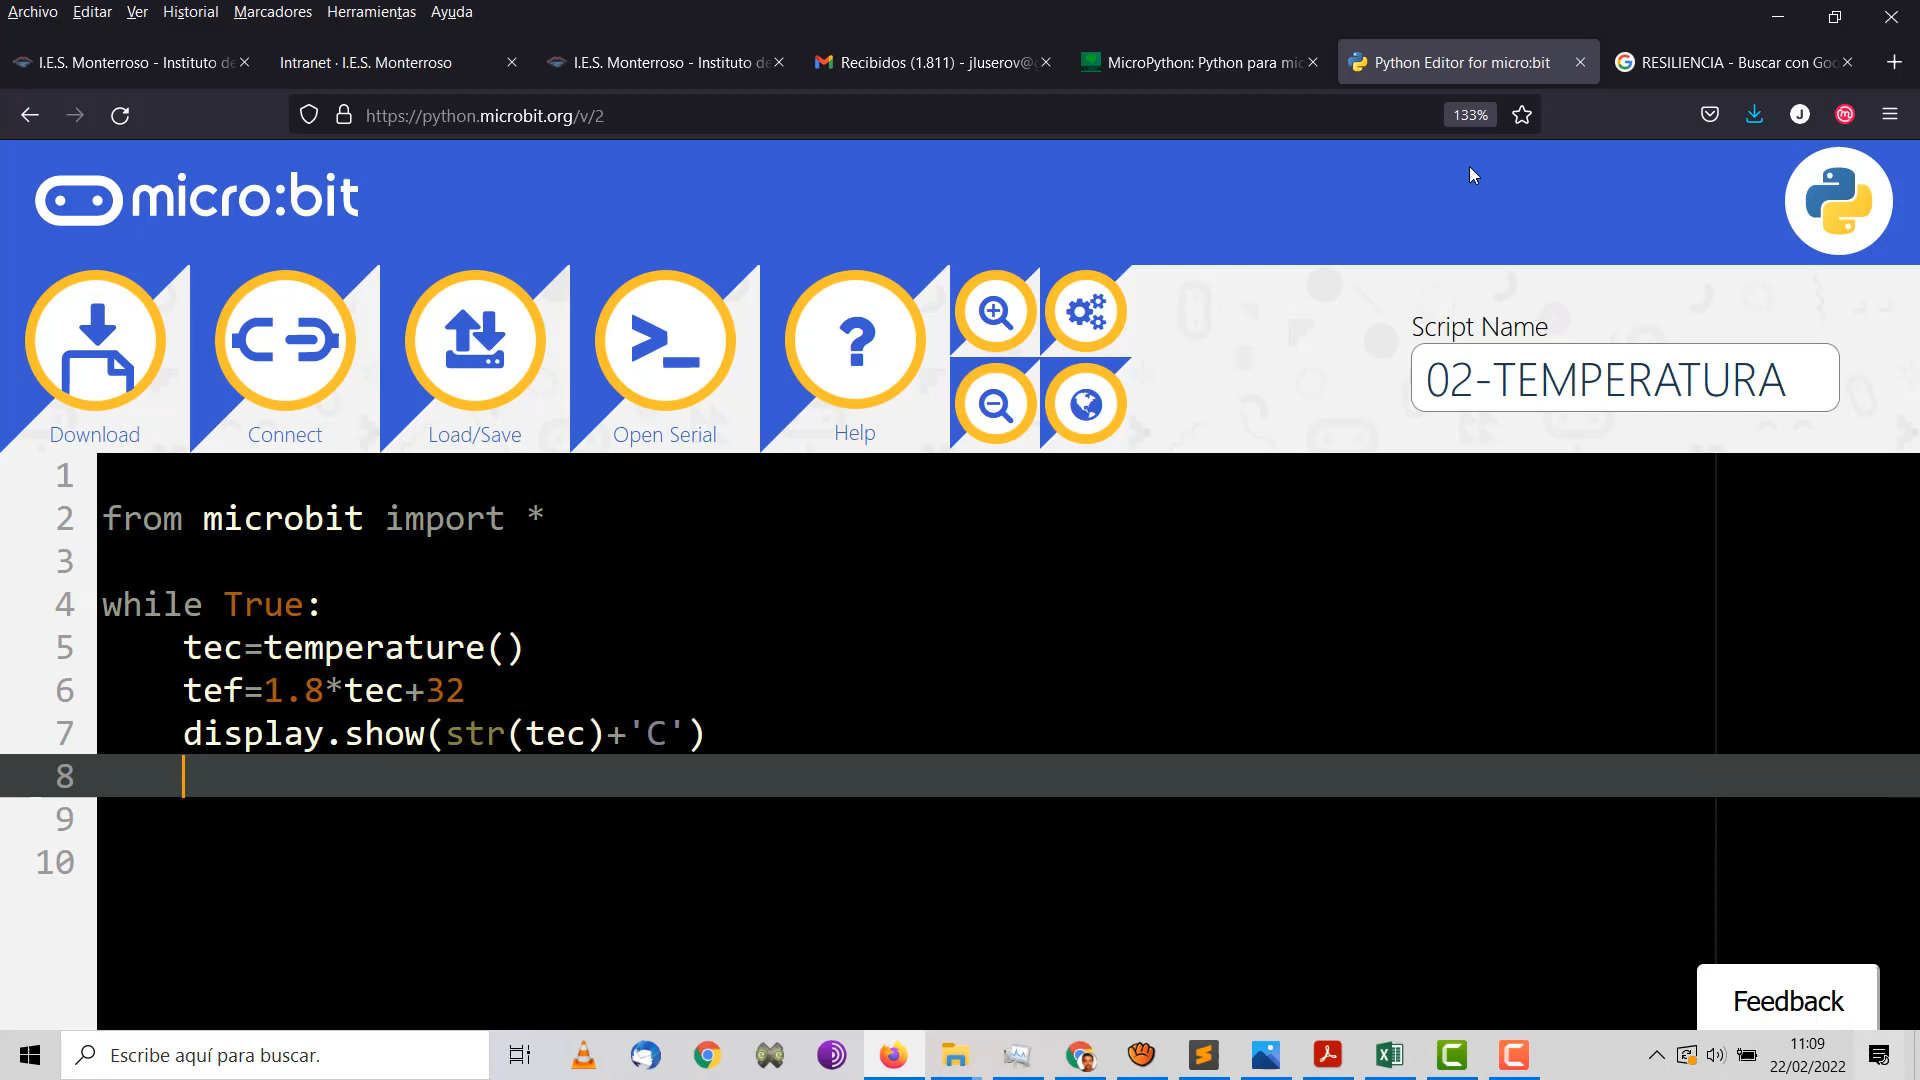 Archivo Editar Ver Historial Marcadores Herramientas Ayuda
I.E.S. Monterroso - Instituto de Intranet · I.E.S. Monterroso I.E.S. Monterroso - Instituto de Recibidos (1.811) - jluserov@ MicroPython: Python para mic Python Editor for micro:bit RESILIENCIA - Buscar con Goo
https://python.microbit.org/v/2 133% J m
micro:bit
Script Name
02-TEMPERATURA
Download Connect Load/Save Open Serial Help
1
2 from microbit import *
3
4 while True:
5 tec=temperature()
6 tef=1.8*tec+32
7 display.show(str(tec)+'C')
8
9
10
Feedback
Escribe aquí para buscar.
11:09
22/02/2022